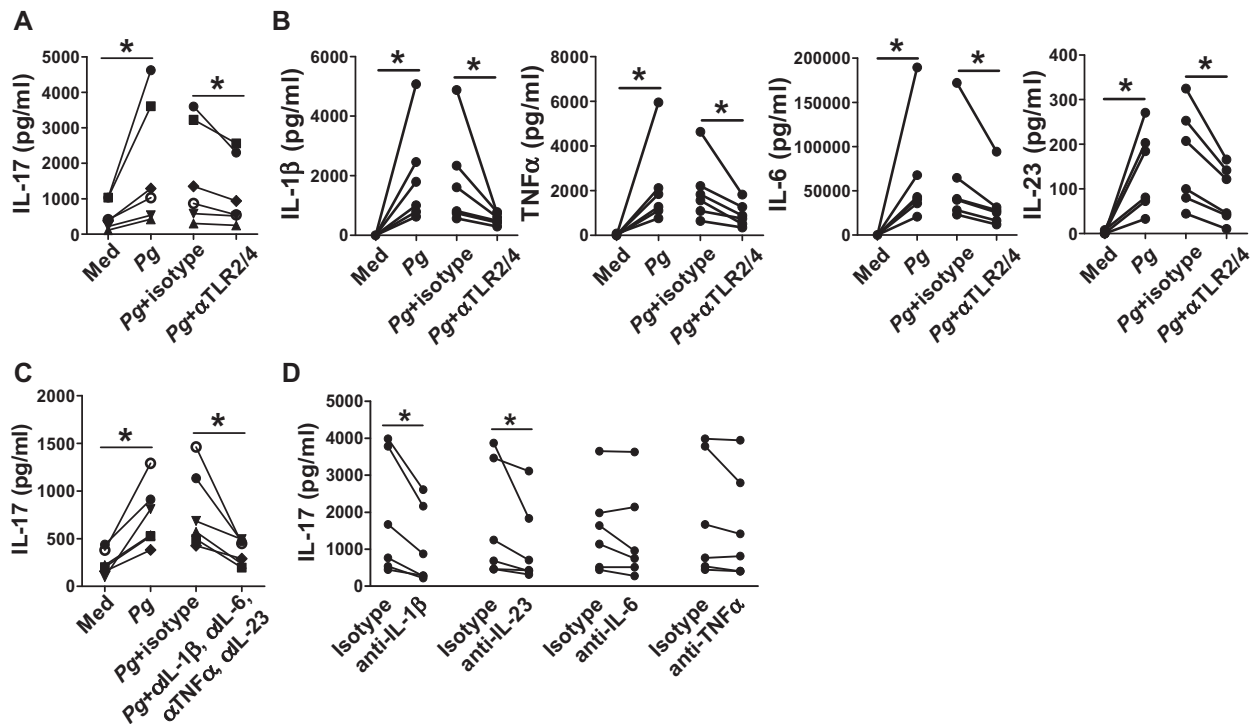 A
B
*
*
5000
4000
3000
2000
1000
0
IL-17 (pg/ml)
Med
Pg
Pg+isotype
Pg+αTLR2/4
*
*
6000
4000
2000
0
IL-1β (pg/ml)
Med
Pg
Pg+isotype
Pg+αTLR2/4
*
*
8000
6000
4000
2000
0
TNFα (pg/ml)
Med
Pg
Pg+isotype
Pg+αTLR2/4
*
*
200000
150000
100000
50000
0
IL-6 (pg/ml)
Med
Pg
Pg+isotype
Pg+αTLR2/4
*
*
400
300
200
100
0
IL-23 (pg/ml)
Med
Pg
Pg+isotype
Pg+αTLR2/4
C
*
*
2000
1500
1000
500
0
IL-17 (pg/ml)
Med
Pg
Pg+isotype
Pg+αIL-1β, αIL-6,
αTNFα, αIL-23
D
*
*
5000
4000
3000
2000
1000
0
IL-17 (pg/ml)
Isotype
anti-IL-1β
Isotype
anti-IL-23
Isotype
anti-IL-6
Isotype
anti-TNFα